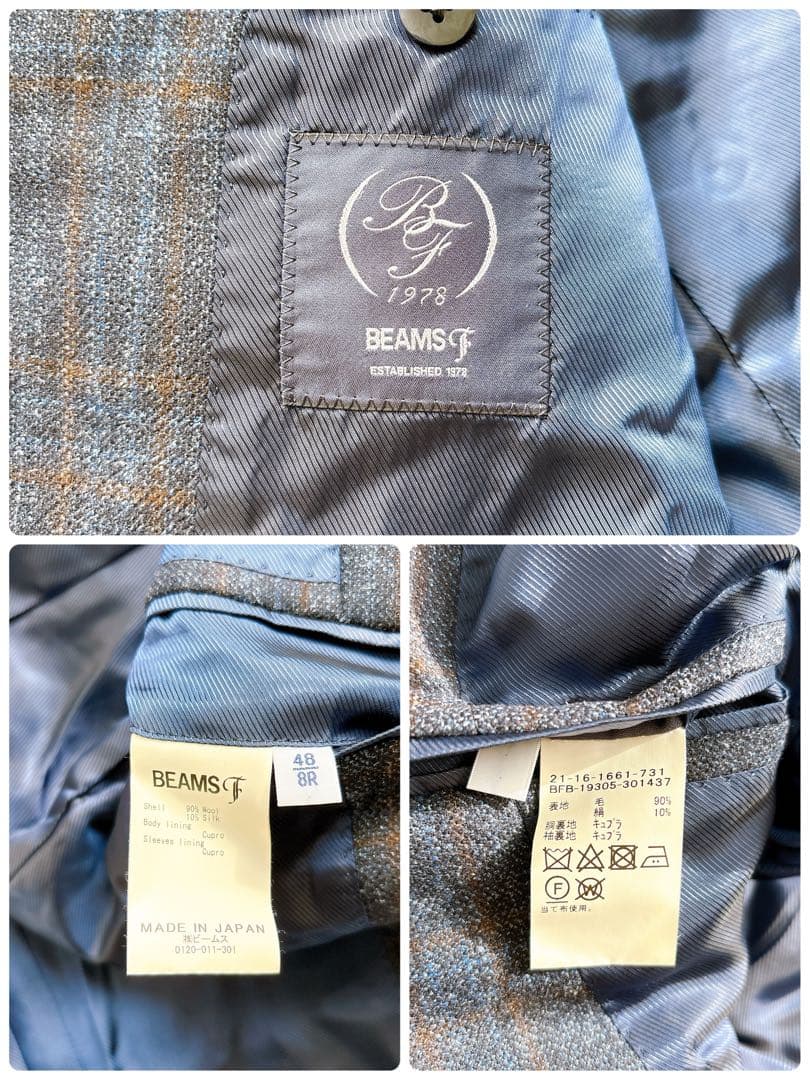 BF
1978
BEAMS F
ESTABLISHED 1978
48
8R
BEAMS F
Shell 90% Wool
10% Silk
Body lining
Cupro
Sleeves lining
Cupro
MADE IN JAPAN
㈱ビームス
0120-011-301
21-16-1661-731
BFB-19305-301437
表地 毛 90%
絹 10%
胴裏地 キュプラ
袖裏地 キュプラ
F
W
当て布使用。